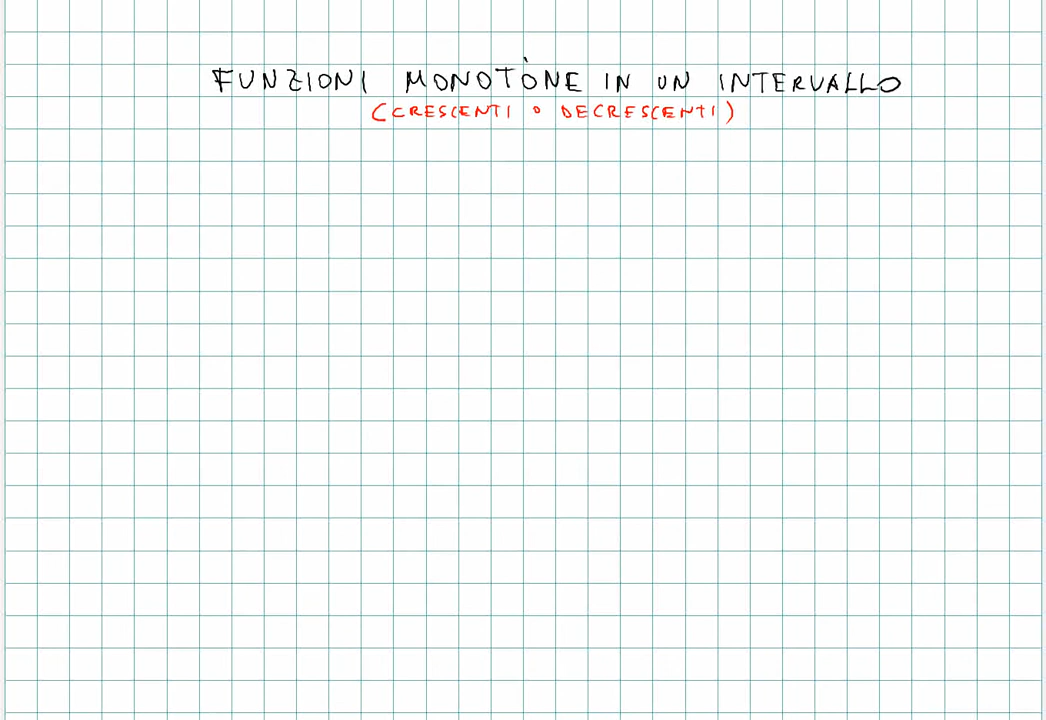 FUNZIONI MONOTÒNE IN UN INTERVALLO
(CRESCENTI O DECRESCENTI)